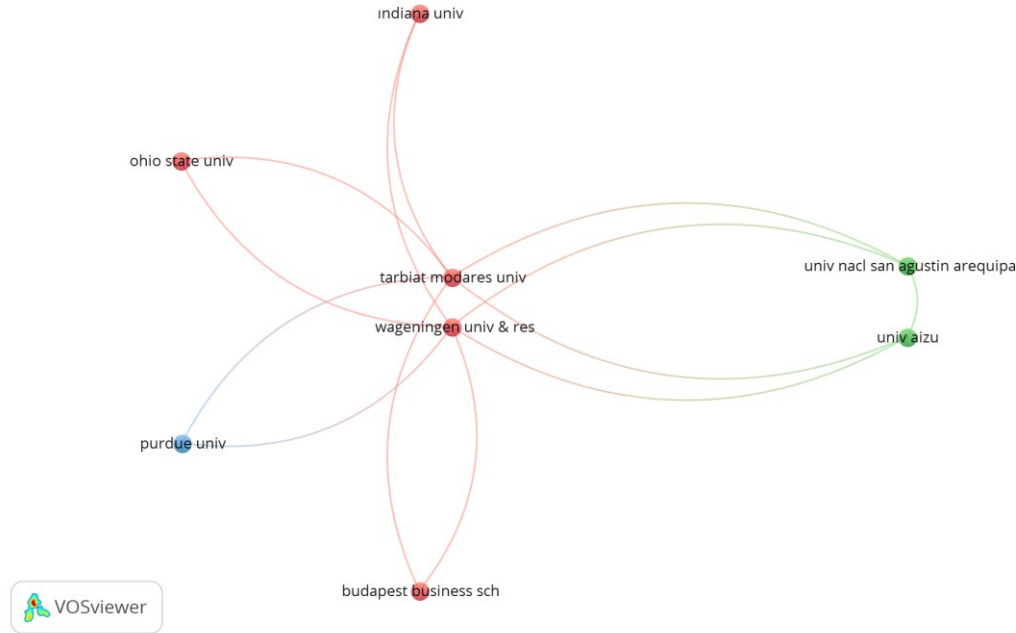 ındiana univ
ohio state univ
tarbiat modares univ
univ nacl san agustin arequipa
wageningen univ & res
univ aizu
purdue univ
budapest business sch
VOSviewer